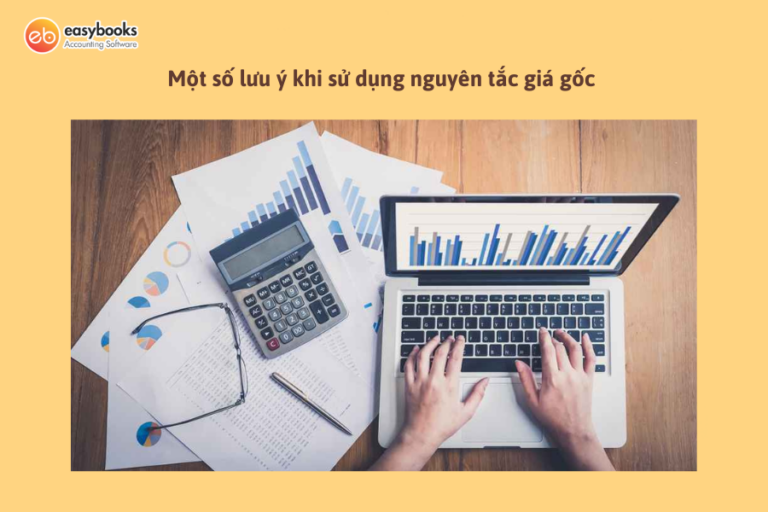 eb easybooks
Accounting Software
Một số lưu ý khi sử dụng nguyên tắc giá gốc